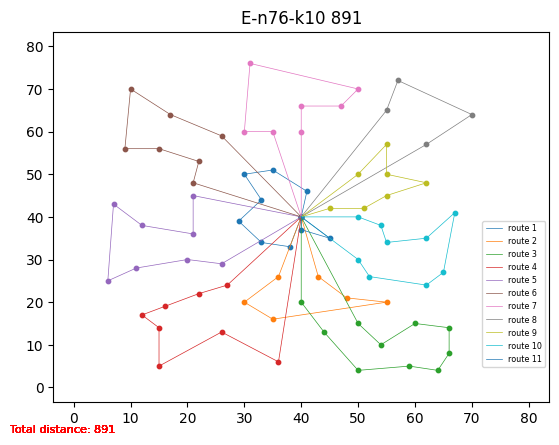 E-n76-k10 891
80
70
60
50
40
30
20
10
0
0 10 20 30 40 50 60 70 80
route 1
route 2
route 3
route 4
route 5
route 6
route 7
route 8
route 9
route 10
route 11
Total distance: 891